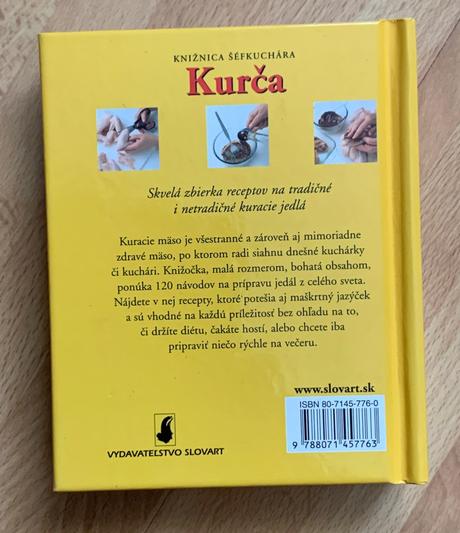 KNIŽNICA ŠÉFKUCHÁRA
Kurča
Skvelá zbierka receptov na tradičné
i netradičné kuracie jedlá
Kuracie mäso je všestranné a zároveň aj mimoriadne
zdravé mäso, po ktorom radi siahnu dnešné kuchárky
či kuchári. Knižočka, malá rozmerom, bohatá obsahom,
ponúka 120 návodov na prípravu jedál z celého sveta.
Nájdete v nej recepty, ktoré potešia aj maškrtný jazýček
a sú vhodné na každú príležitosť bez ohľadu na to,
či držíte diétu, čakáte hostí, alebo chcete iba
pripraviť niečo rýchle na večeru.
www.slovart.sk
ISBN 80-7145-776-0
9 788071 457763
VYDAVATEĽSTVO SLOVART